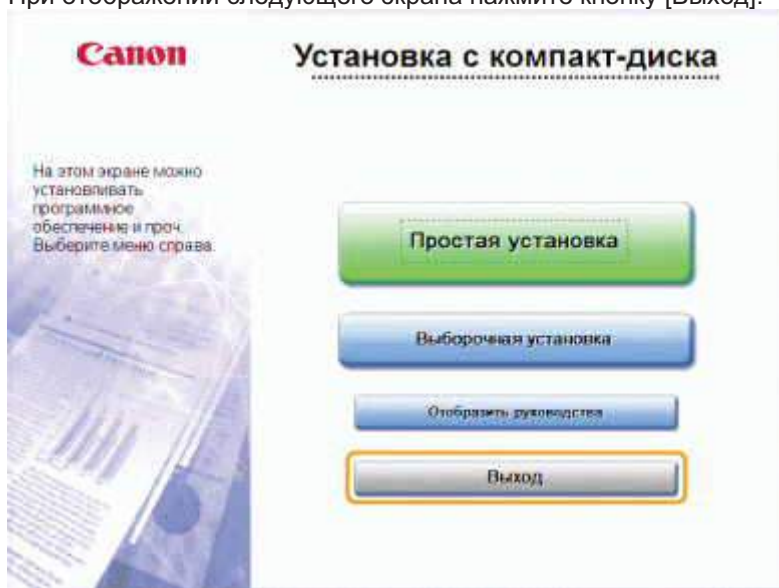 При отображении следующего экрана нажмите кнопку [Выход].
Canon
Установка с компакт-диска
На этом экране можно
установливать
программное
обеспечение и проч.
Выберите меню справа.
Простая установка
Выборочная установка
Отобразить руководства
Выход